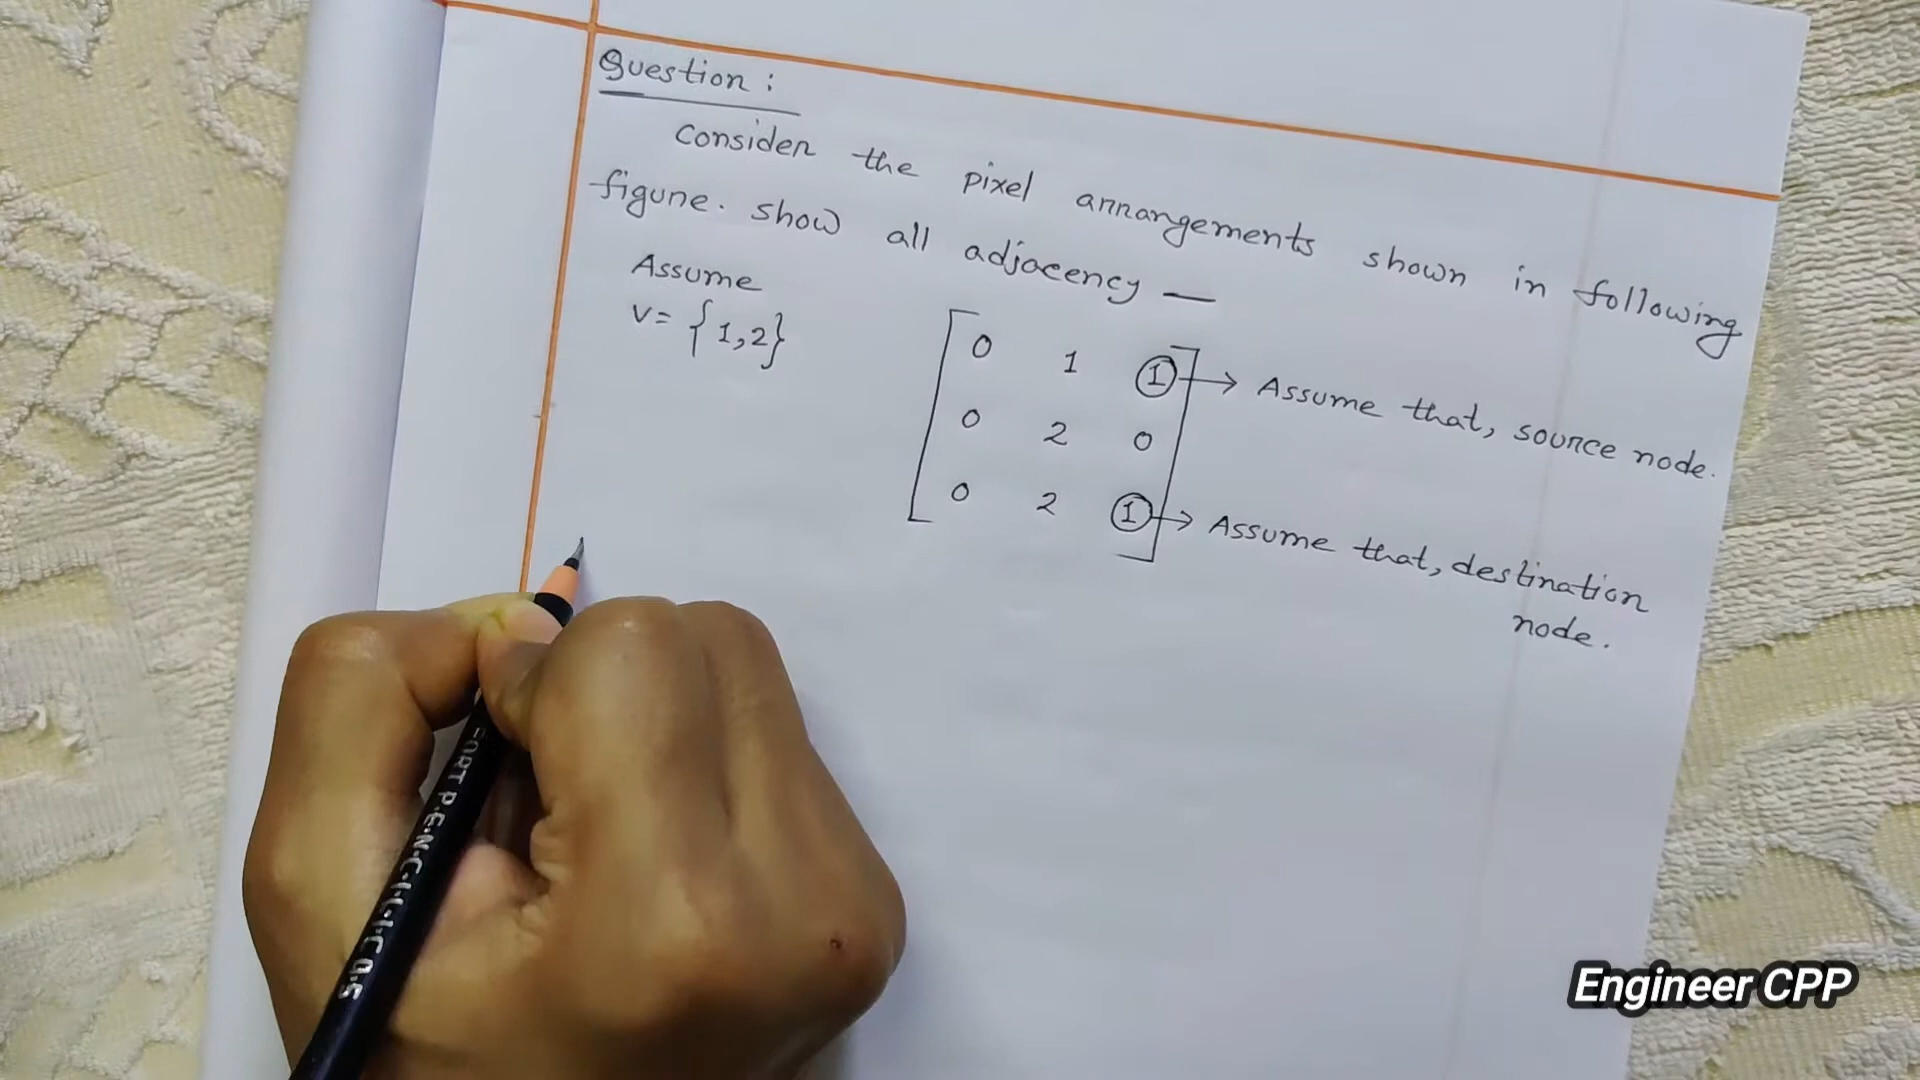 Question :
Consider the pixel arrangements shown in following
figure. show all adjacency —
Assume
V= {1,2}
0 1 1 → Assume that, source node.
0 2 0
0 2 1 → Assume that, destination
node.
FORT P.E.N.C.I.L.I.C.O.S
Engineer CPP